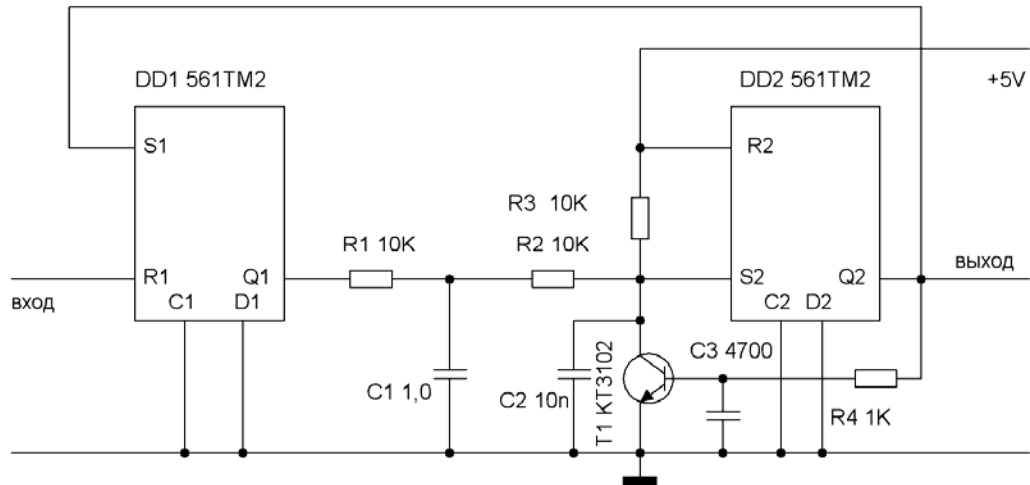 DD1 561TM2
DD2 561TM2
+5V
S1
R2
R3 10K
R1 10K
R2 10K
R1
Q1
S2
Q2
выход
вход
C1
D1
C2
D2
C1 1,0
C2 10n
T1 KT3102
C3 4700
R4 1K